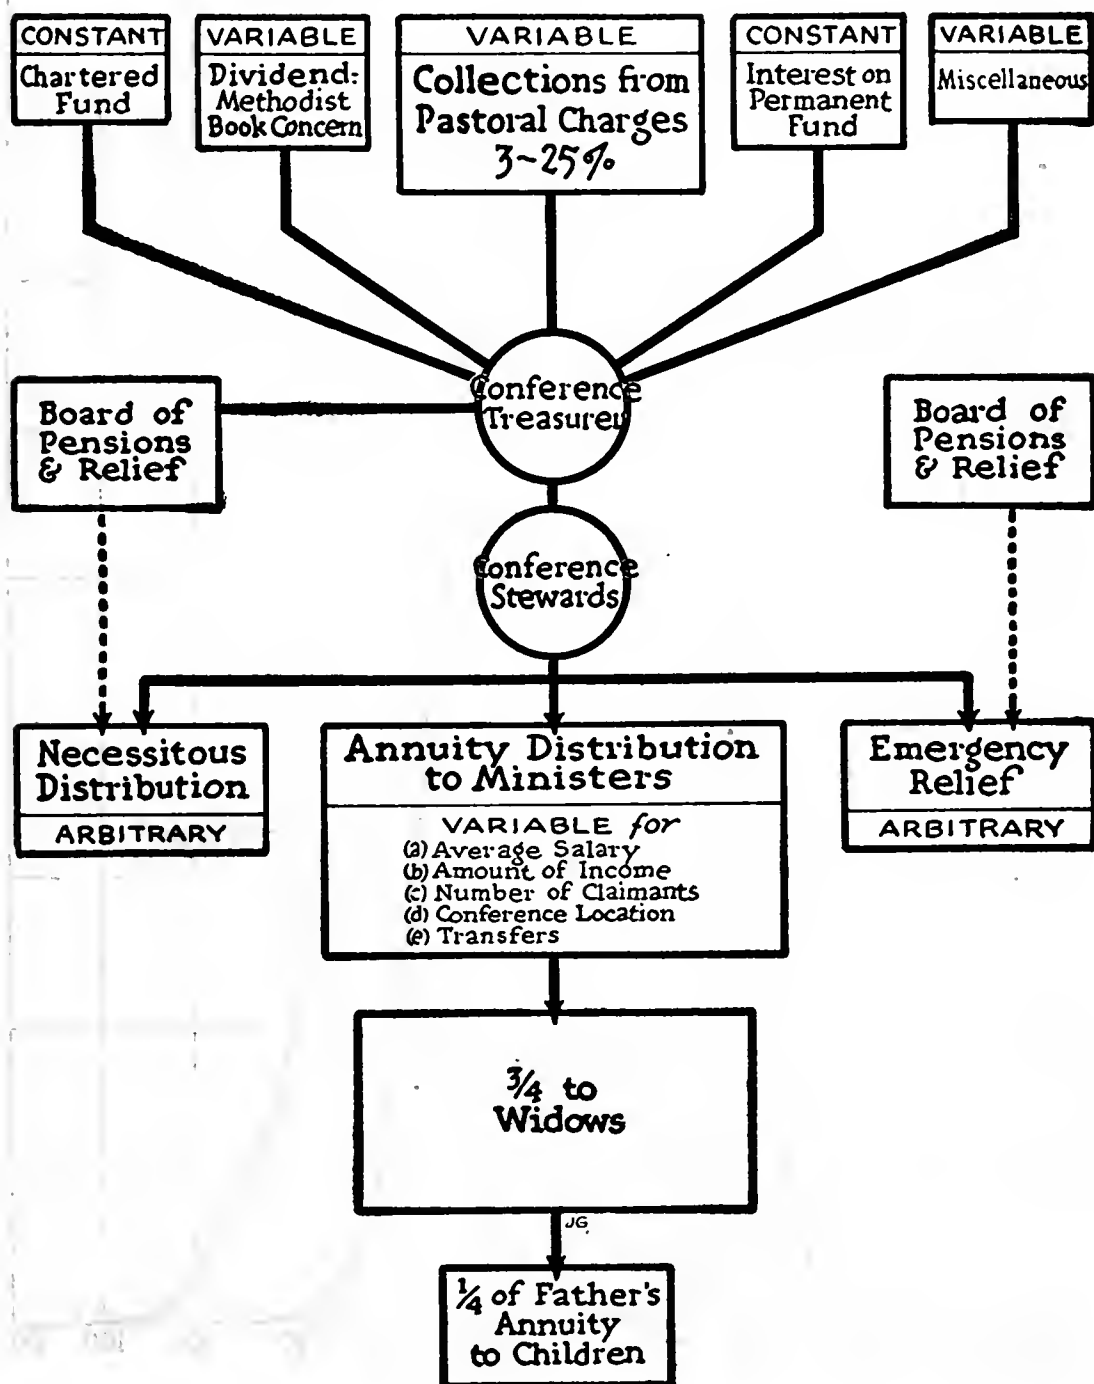 CONSTANT
Chartered
Fund
VARIABLE
Dividend:
Methodist
Book Concern
VARIABLE
Collections from
Pastoral Charges
3~25%
CONSTANT
Interest on
Permanent
Fund
VARIABLE
Miscellaneous
Conference
Treasurer
Board of
Pensions
& Relief
Board of
Pensions
& Relief
Conference
Stewards
Necessitous
Distribution
ARBITRARY
Annuity Distribution
to Ministers
VARIABLE for
(a) Average Salary
(b) Amount of Income
(c) Number of Claimants
(d) Conference Location
(e) Transfers
Emergency
Relief
ARBITRARY
3/4 to
Widows
JG
1/4 of Father's
Annuity
to Children